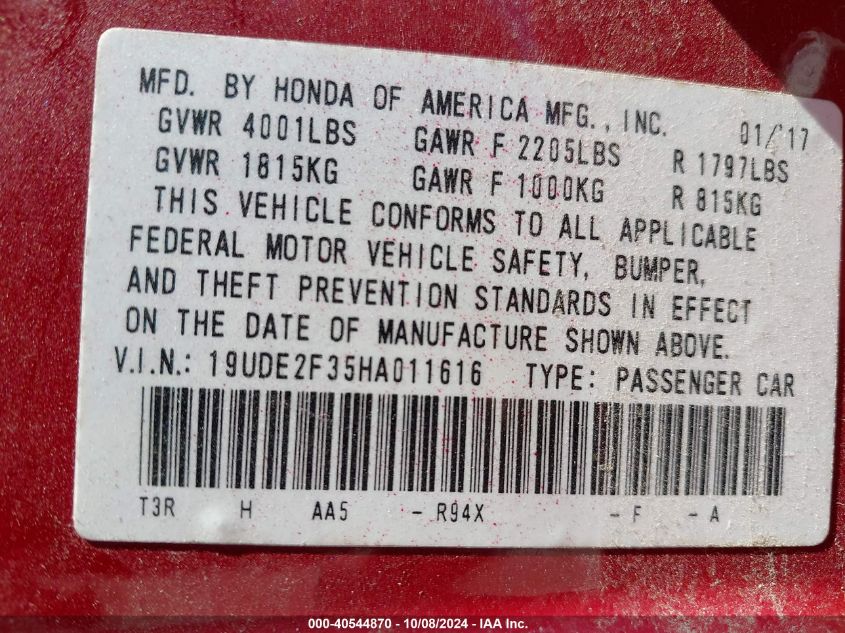 MFD. BY HONDA OF AMERICA MFG., INC. 01/'17
GVWR 4001LBS GAWR F 2205LBS R 1797LBS
GVWR 1815KG GAWR F 1000KG R 815KG
THIS VEHICLE CONFORMS TO ALL APPLICABLE
FEDERAL MOTOR VEHICLE SAFETY, BUMPER,
AND THEFT PREVENTION STANDARDS IN EFFECT
ON THE DATE OF MANUFACTURE SHOWN ABOVE.
V.I.N.: 19UDE2F35HA011616 TYPE: PASSENGER CAR
T3R H AA5 - R94X - F - A
000-40544870 - 10/08/2024 - IAA Inc.